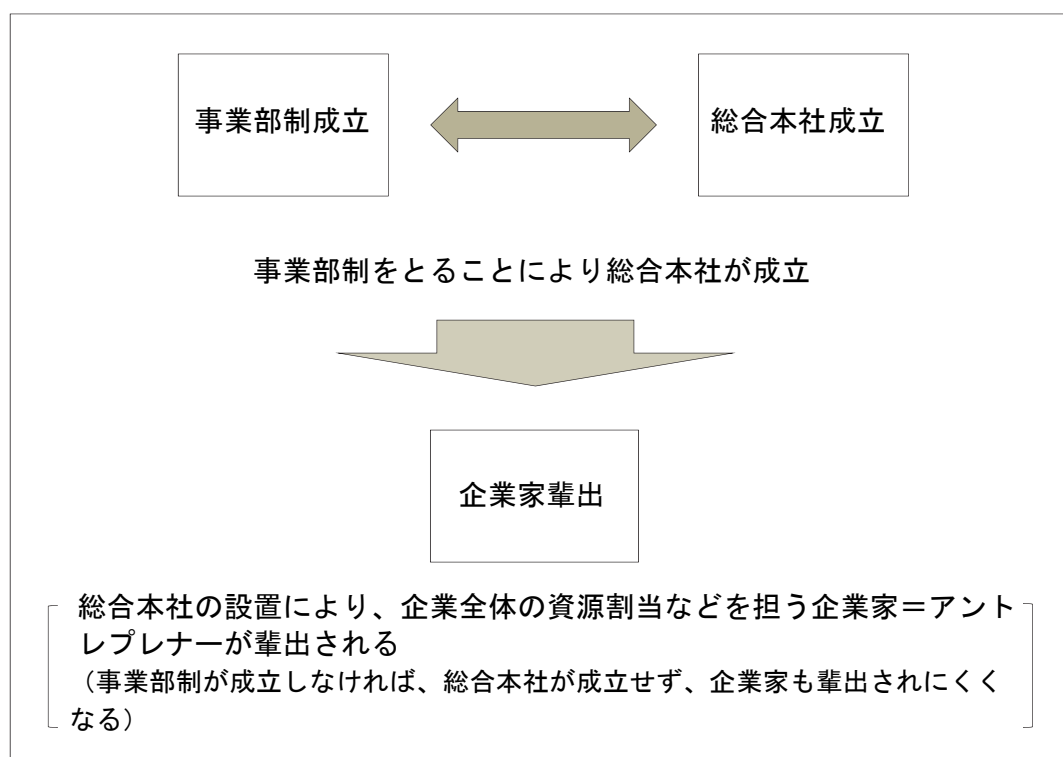 事業部制成立
総合本社成立
事業部制をとることにより総合本社が成立
企業家輩出
総合本社の設置により、企業全体の資源割当などを担う企業家＝アント
レプレナーが輩出される
（事業部制が成立しなければ、総合本社が成立せず、企業家も輩出されにくく
なる）